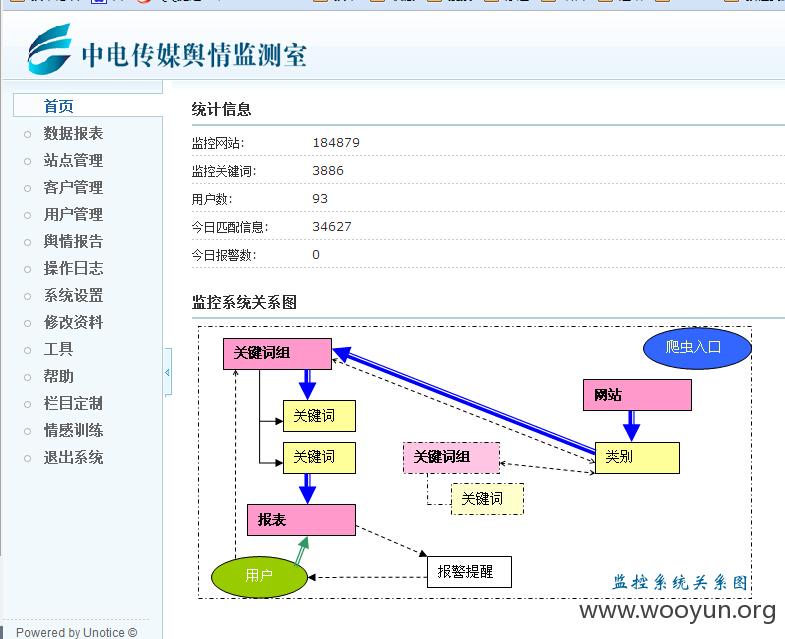 中电传媒舆情监测室
首页
数据报表
站点管理
客户管理
用户管理
舆情报告
操作日志
系统设置
修改资料
工具
帮助
栏目定制
情感训练
退出系统
Powered by Unotice ©
统计信息
监控网站: 184879
监控关键词: 3886
用户数: 93
今日匹配信息: 34627
今日报警数: 0
监控系统关系图
爬虫入口
关键词组
网站
关键词
关键词
关键词组
类别
关键词
报表
用户
报警提醒
监控系统关系图
www.wooyun.org